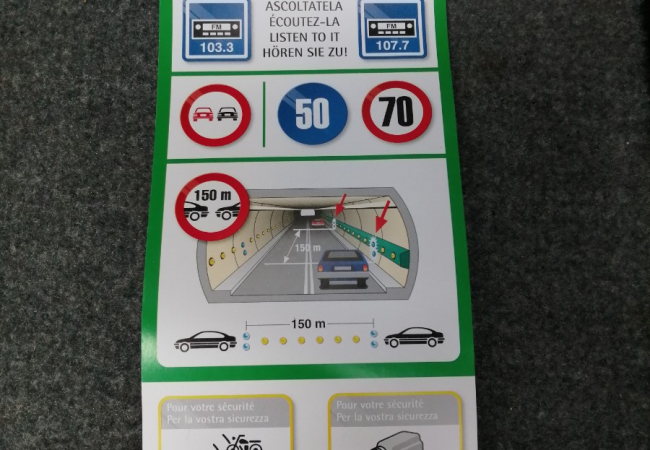 ASCOLTATELA
ÉCOUTEZ-LA
LISTEN TO IT
HÖREN SIE ZU!
FM
103.3
FM
107.7
50
70
150 m
150 m
150 m
Pour votre sécurité
Per la vostra sicurezza
Pour votre sécurité
Per la vostra sicurezza